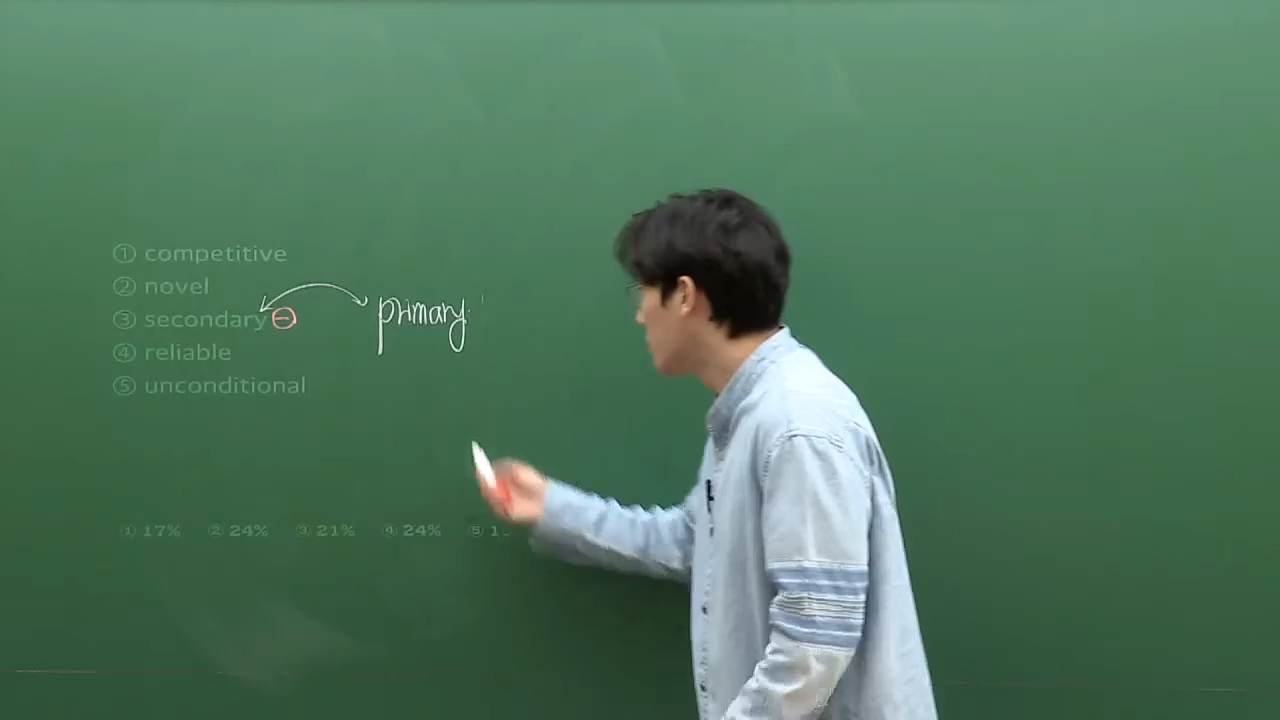 ① competitive
② novel
③ secondary ⊖ primary
④ reliable
⑤ unconditional
① 17% ② 24% ③ 21% ④ 24% ⑤